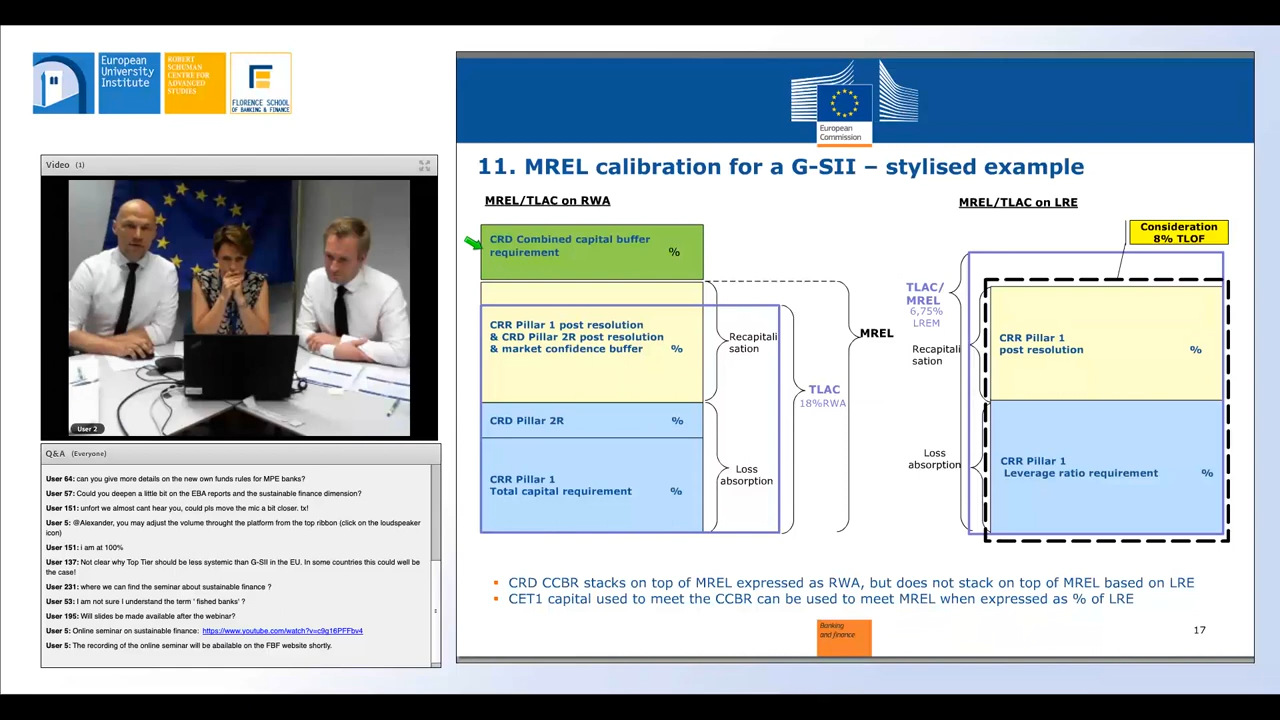 European
University
Institute
ROBERT
SCHUMAN
CENTRE FOR
ADVANCED
STUDIES
FLORENCE SCHOOL
OF BANKING & FINANCE
Video (1)
User 2
Q&A (Everyone)
User 64: can you give more details on the new own funds rules for MPE banks?
User 57: Could you deepen a little bit on the EBA reports and the sustainable finance dimension?
User 151: unfort we almost cant hear you, could pls move the mic a bit closer. tx!
User 5: @Alexander, you may adjust the volume throught the platform from the top ribbon (click on the loudspeaker
icon)
User 151: i am at 100%
User 137: Not clear why Top Tier should be less systemic than G-SII in the EU. In some countries this could well be
the case!
User 231: where we can find the seminar about sustainable finance ?
User 53: I am not sure I understand the term ' fished banks' ?
User 195: Will slides be made available after the webinar?
User 5: Online seminar on sustainable finance: https://www.youtube.com/watch?v=c9g16PFFbv4
User 5: The recording of the online seminar will be abailable on the FBF website shortly.
European
Commission
11. MREL calibration for a G-SII – stylised example
MREL/TLAC on RWA
CRD Combined capital buffer
requirement %
CRR Pillar 1 post resolution
& CRD Pillar 2R post resolution
& market confidence buffer %
CRD Pillar 2R %
CRR Pillar 1
Total capital requirement %
Recapitali
sation
Loss
absorption
TLAC
18%RWA
MREL
MREL/TLAC on LRE
Consideration
8% TLOF
TLAC/
MREL
6,75%
LREM
Recapitali
sation
Loss
absorption
CRR Pillar 1
post resolution %
CRR Pillar 1
Leverage ratio requirement %
▪ CRD CCBR stacks on top of MREL expressed as RWA, but does not stack on top of MREL based on LRE
▪ CET1 capital used to meet the CCBR can be used to meet MREL when expressed as % of LRE
Banking
and finance
17